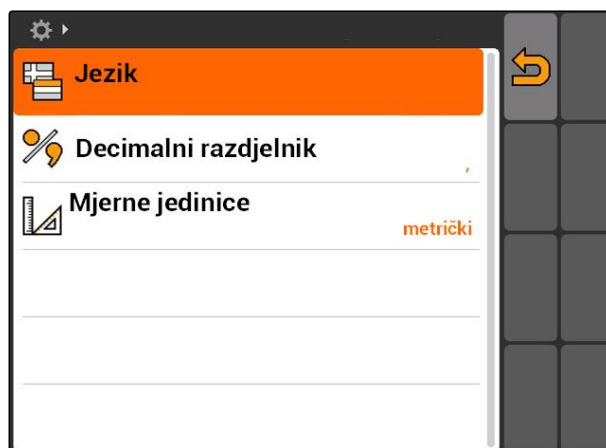 Jezik
Decimalni razdjelnik
,
Mjerne jedinice
metrički